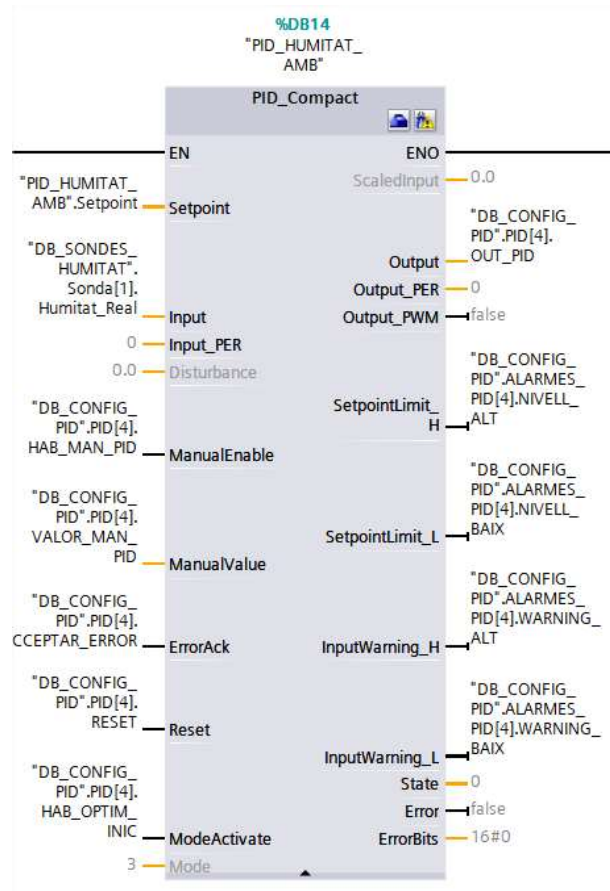 %DB14
"PID_HUMITAT_
AMB"
PID_Compact
EN
ENO
ScaledInput
0.0
"PID_HUMITAT_
AMB".Setpoint
Setpoint
"DB_CONFIG_
PID".PID[4].
OUT_PID
Output
"DB_SONDES_
HUMITAT".
Sonda[1].
Humitat_Real
Input
Output_PER
0
Output_PWM
false
0
Input_PER
0.0
Disturbance
"DB_CONFIG_
PID".ALARMES_
PID[4].NIVELL_
ALT
SetpointLimit_
H
"DB_CONFIG_
PID".PID[4].
HAB_MAN_PID
ManualEnable
"DB_CONFIG_
PID".ALARMES_
PID[4].NIVELL_
BAIX
SetpointLimit_L
"DB_CONFIG_
PID".PID[4].
VALOR_MAN_
PID
ManualValue
"DB_CONFIG_
PID".ALARMES_
PID[4].WARNING_
ALT
InputWarning_H
"DB_CONFIG_
PID".PID[4].
CCEPTAR_ERROR
ErrorAck
"DB_CONFIG_
PID".PID[4].
RESET
Reset
"DB_CONFIG_
PID".ALARMES_
PID[4].WARNING_
BAIX
InputWarning_L
State
0
Error
false
ErrorBits
16#0
"DB_CONFIG_
PID".PID[4].
HAB_OPTIM_
INIC
ModeActivate
3
Mode